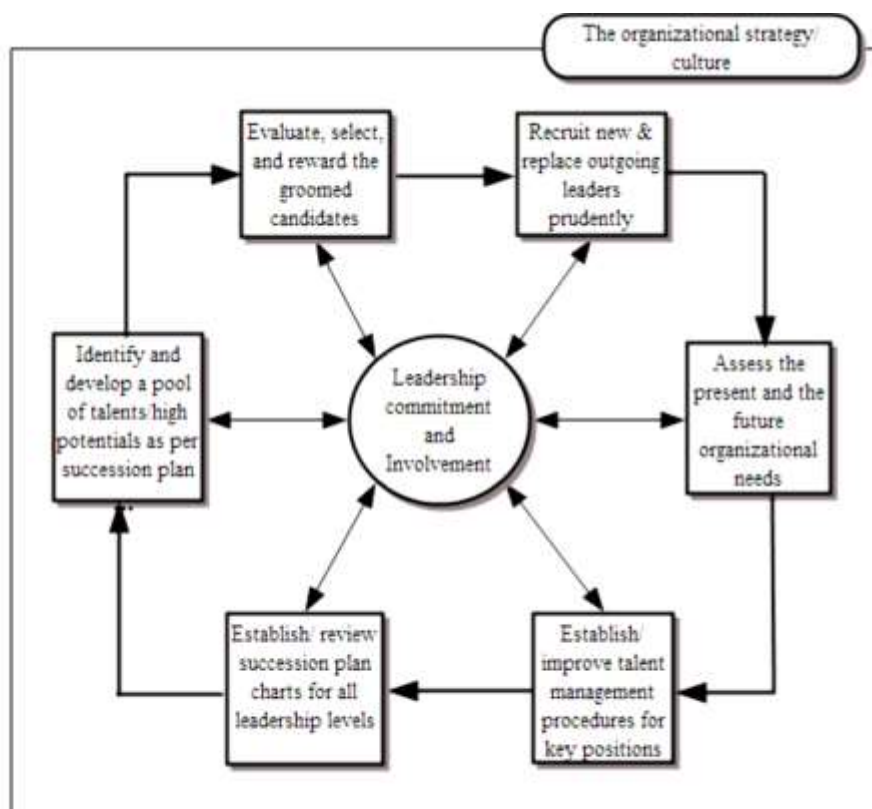 The organizational strategy/
culture
Evaluate, select,
and reward the
groomed
candidates
Recruit new &
replace outgoing
leaders
prudently
Identify and
develop a pool
of talents/high
potentials as per
succession plan
Leadership
commitment
and
Involvement
Assess the
present and the
future
organizational
needs
Establish/ review
succession plan
charts for all
leadership levels
Establish/
improve talent
management
procedures for
key positions